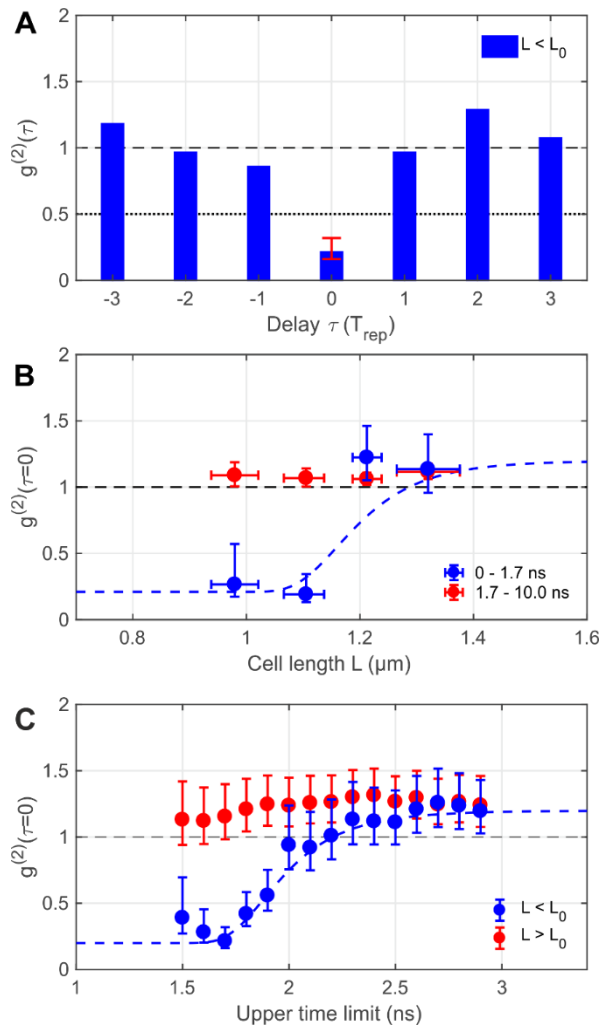 A
2
1.5
1
0.5
0
g(2)(τ)
L < L0
-3 -2 -1 0 1 2 3
Delay τ (Trep)
B
2
1.5
1
0.5
0
g(2)(τ=0)
0 - 1.7 ns
1.7 - 10.0 ns
0.8 1 1.2 1.4 1.6
Cell length L (μm)
C
2
1.5
1
0.5
0
g(2)(τ=0)
L < L0
L > L0
1 1.5 2 2.5 3
Upper time limit (ns)